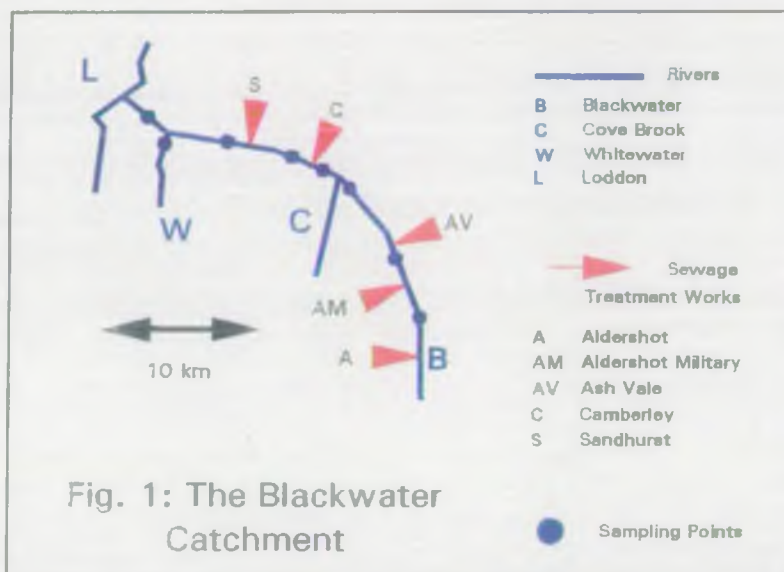 L
S
C
W
C
AV
AM
A
B
10 km
Rivers
B Blackwater
C Cove Brook
W Whitewater
L Loddon
Sewage
Treatment Works
A Aldershot
AM Aldershot Military
AV Ash Vale
C Camberley
S Sandhurst
Sampling Points
Fig. 1: The Blackwater
Catchment